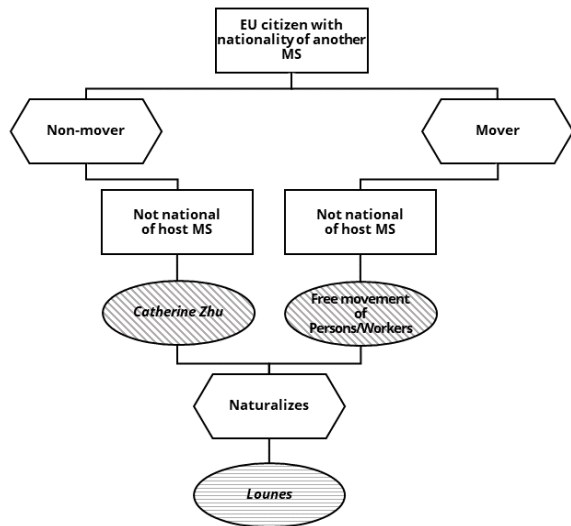 EU citizen with
nationality of another
MS
Non-mover
Mover
Not national
of host MS
Not national
of host MS
Catherine Zhu
Free movement
of
Persons/Workers
Naturalizes
Lounes